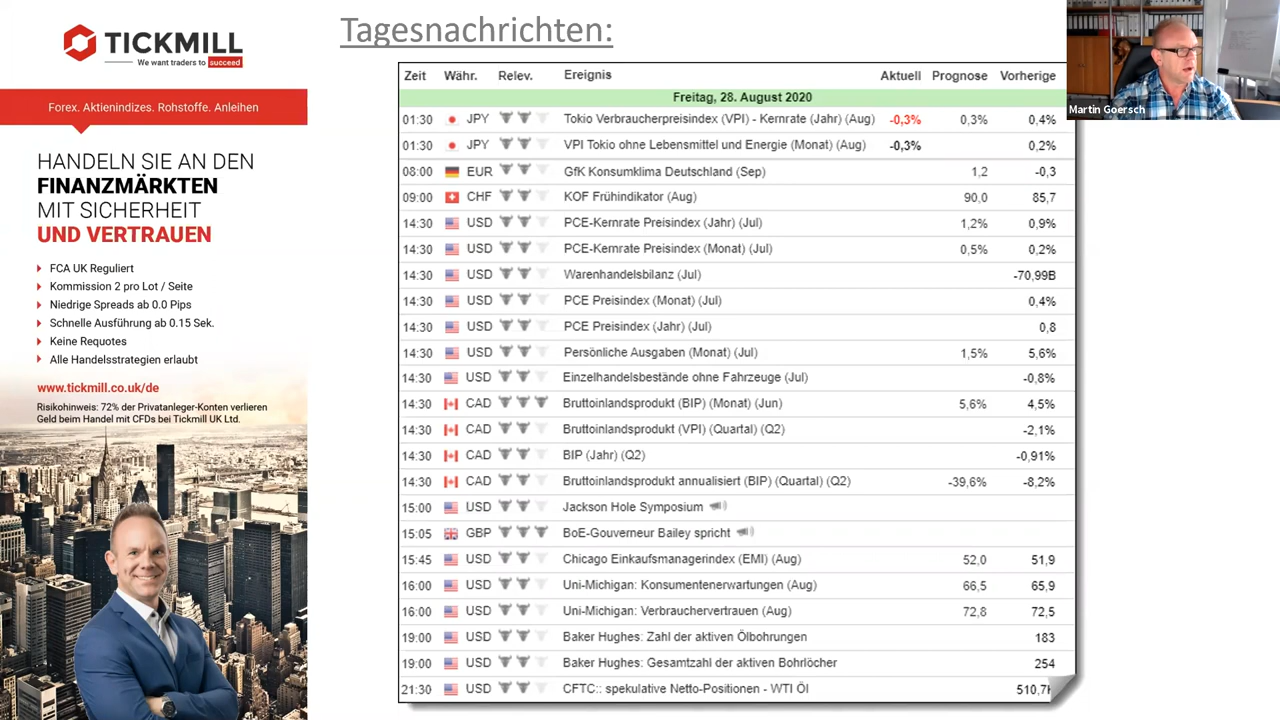 TICKMILL
We want traders to succeed
Forex. Aktienindizes. Rohstoffe. Anleihen
HANDELN SIE AN DEN
FINANZMÄRKTEN
MIT SICHERHEIT
UND VERTRAUEN
FCA UK Reguliert
Kommission 2 pro Lot / Seite
Niedrige Spreads ab 0.0 Pips
Schnelle Ausführung ab 0.15 Sek.
Keine Requotes
Alle Handelsstrategien erlaubt
www.tickmill.co.uk/de
Risikohinweis: 72% der Privatanleger-Konten verlieren
Geld beim Handel mit CFDs bei Tickmill UK Ltd.
Tagesnachrichten:
Zeit Währ. Relev. Ereignis Aktuell Prognose Vorherige
Freitag, 28. August 2020
01:30 JPY Tokio Verbraucherpreisindex (VPI) - Kernrate (Jahr) (Aug) -0,3% 0,3% 0,4%
01:30 JPY VPI Tokio ohne Lebensmittel und Energie (Monat) (Aug) -0,3% 0,2%
08:00 EUR GfK Konsumklima Deutschland (Sep) 1,2 -0,3
09:00 CHF KOF Frühindikator (Aug) 90,0 85,7
14:30 USD PCE-Kernrate Preisindex (Jahr) (Jul) 1,2% 0,9%
14:30 USD PCE-Kernrate Preisindex (Monat) (Jul) 0,5% 0,2%
14:30 USD Warenhandelsbilanz (Jul) -70,99B
14:30 USD PCE Preisindex (Monat) (Jul) 0,4%
14:30 USD PCE Preisindex (Jahr) (Jul) 0,8
14:30 USD Persönliche Ausgaben (Monat) (Jul) 1,5% 5,6%
14:30 USD Einzelhandelsbestände ohne Fahrzeuge (Jul) -0,8%
14:30 CAD Bruttoinlandsprodukt (BIP) (Monat) (Jun) 5,6% 4,5%
14:30 CAD Bruttoinlandsprodukt (VPI) (Quartal) (Q2) -2,1%
14:30 CAD BIP (Jahr) (Q2) -0,91%
14:30 CAD Bruttoinlandsprodukt annualisiert (BIP) (Quartal) (Q2) -39,6% -8,2%
15:00 USD Jackson Hole Symposium
15:05 GBP BoE-Gouverneur Bailey spricht
15:45 USD Chicago Einkaufsmanagerindex (EMI) (Aug) 52,0 51,9
16:00 USD Uni-Michigan: Konsumentenerwartungen (Aug) 66,5 65,9
16:00 USD Uni-Michigan: Verbrauchervertrauen (Aug) 72,8 72,5
19:00 USD Baker Hughes: Zahl der aktiven Ölbohrungen 183
19:00 USD Baker Hughes: Gesamtzahl der aktiven Bohrlöcher 254
21:30 USD CFTC:: spekulative Netto-Positionen - WTI Öl 510,7
Martin Goersch